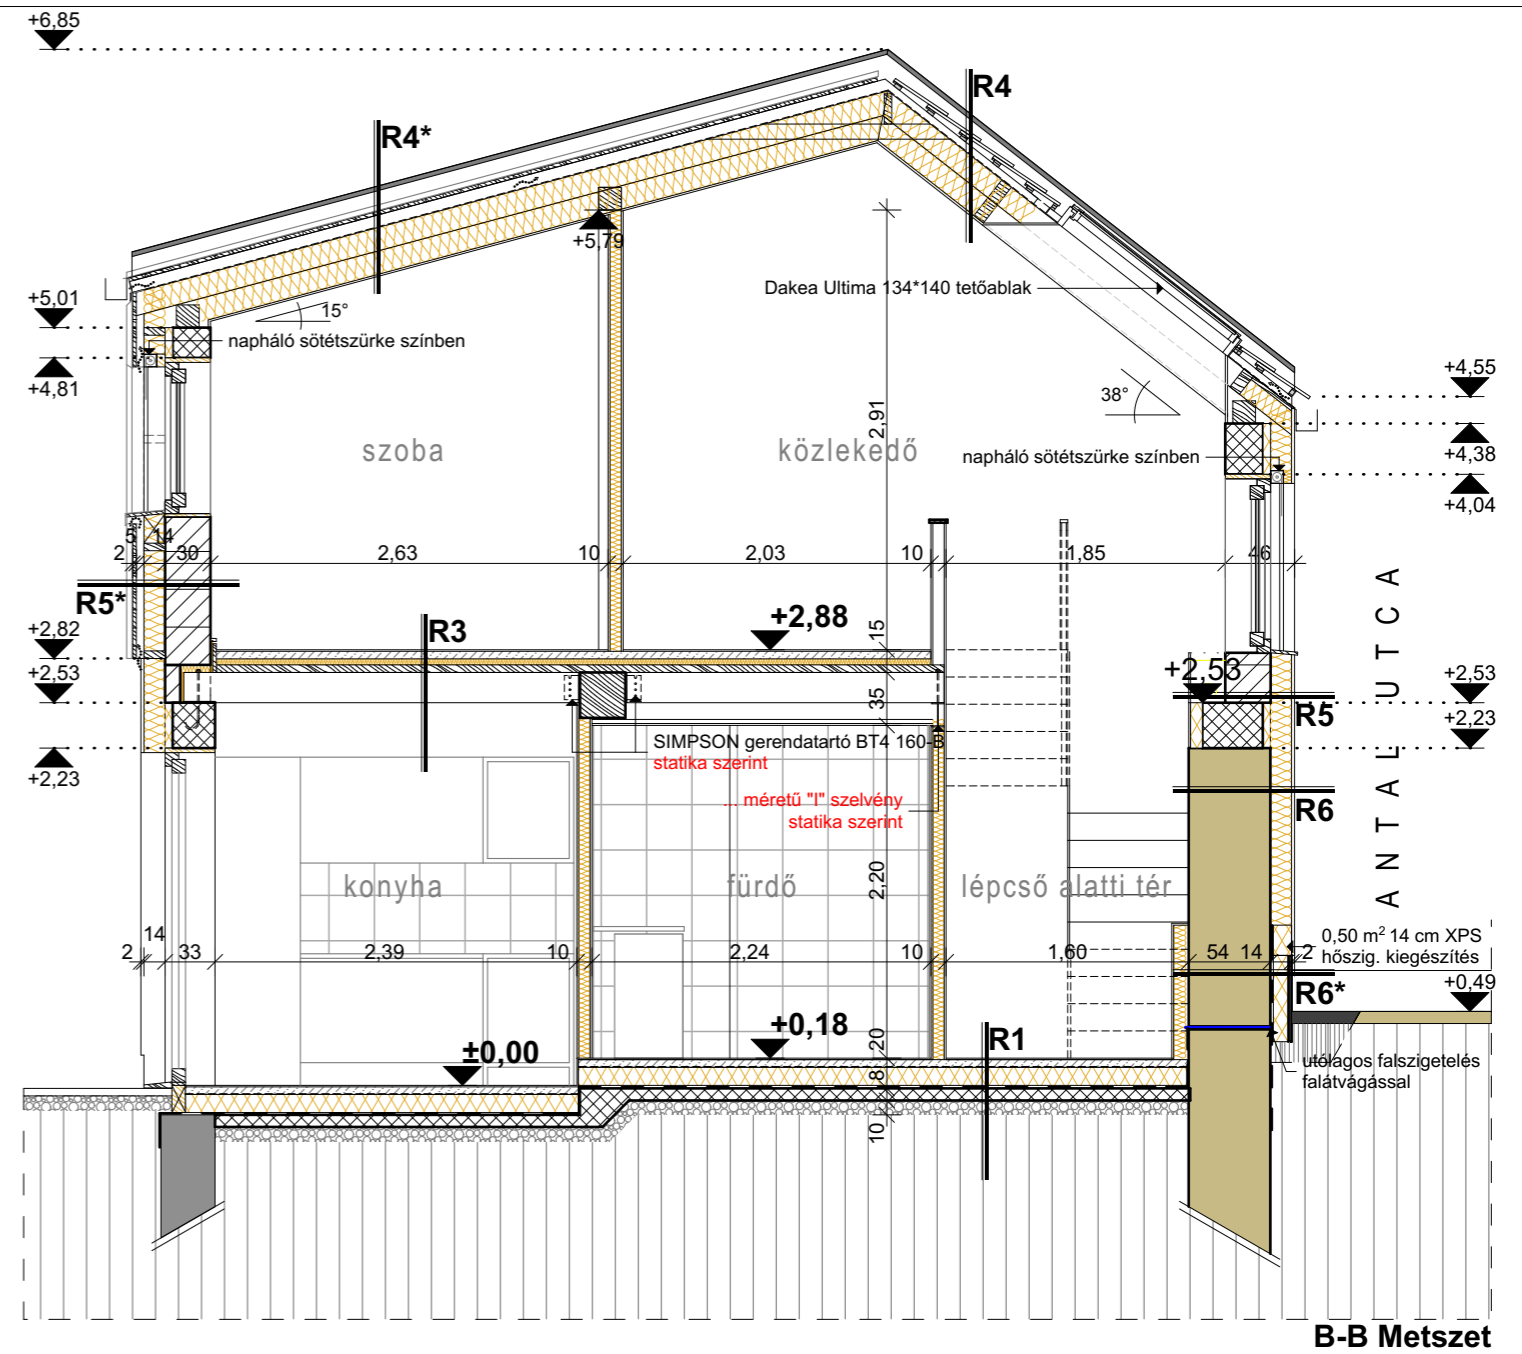 +6,85
R4
R4*
+5,79
Dakea Ultima 134*140 tetőablak
+5,01
15°
napháló sötétszürke színben
+4,81
+4,55
38°
2,91
szoba
közlekedő
napháló sötétszürke színben
+4,38
+4,04
5
14
2
30
2,63
10
2,03
10
1,85
46
R5*
+2,88
R3
+2,82
15
+2,53
+2,53
+2,53
35
R5
SIMPSON gerendatartó BT4 160-B
statika szerint
+2,23
+2,23
... méretű "I" szelvény
statika szerint
R6
ANTAL UTCA
konyha
fürdő
2,20
lépcső alatti tér
14
2
33
2,39
10
2,24
10
1,60
54
14
2
0,50 m² 14 cm XPS
hőszig. kiegészítés
R6*
+0,49
+0,18
R1
±0,00
20
8
10
utólagos falszigetelés
falátvágással
B-B Metszet